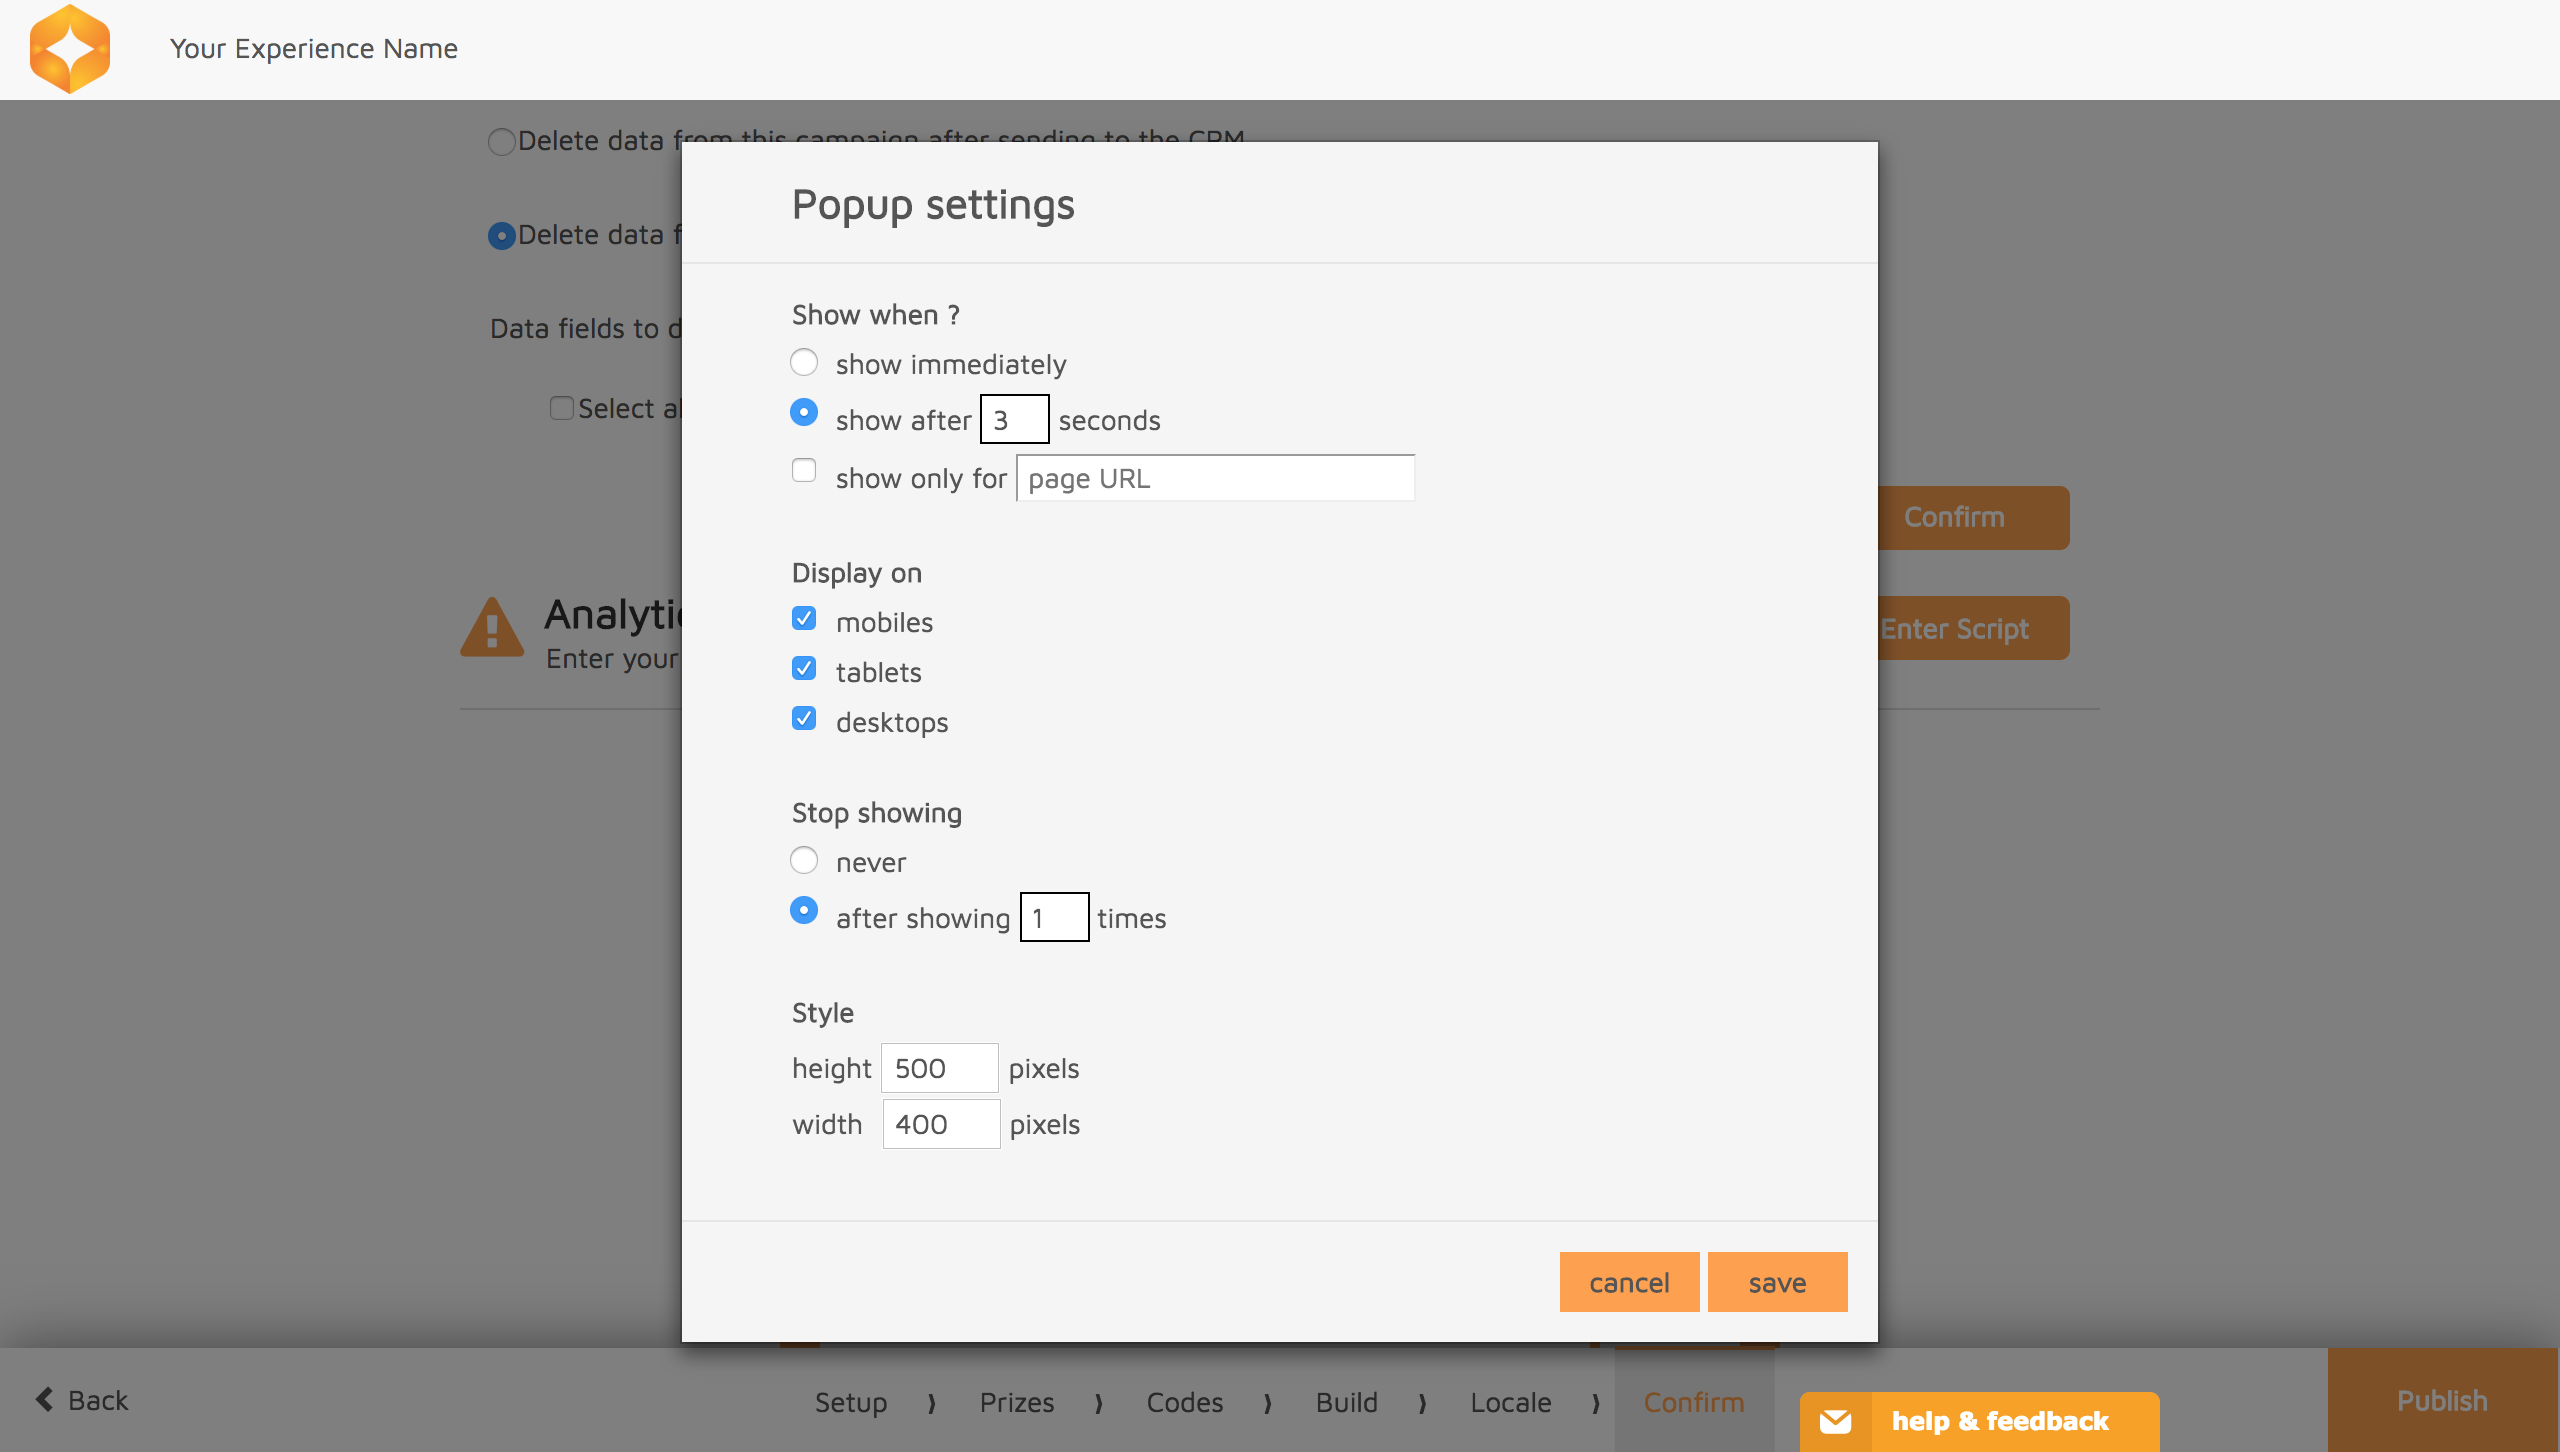 Your Experience Name
Delete data from this campaign after sending to the CRM
Delete data f
Data fields to d
Select al
Confirm
Analytic
Enter your
Enter Script
Popup settings
Show when ?
show immediately
show after 3 seconds
show only for page URL
Display on
mobiles
tablets
desktops
Stop showing
never
after showing 1 times
Style
height 500 pixels
width 400 pixels
cancel save
Back Setup Prizes Codes Build Locale Confirm help & feedback Publish